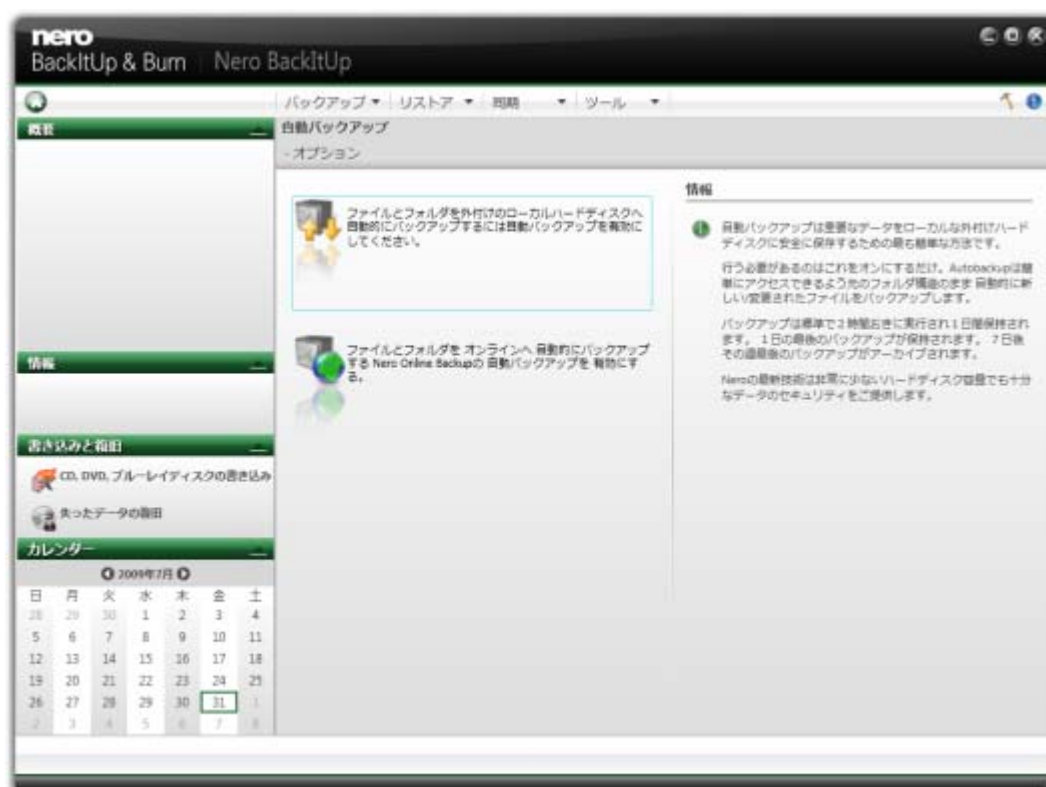 nero
BackItUp & Burn Nero BackItUp
バックアップ リストア 同期 ツール
概要
自動バックアップ
- オプション
ファイルとフォルダを外付けのローカルハードディスクへ
自動的にバックアップするには自動バックアップを有効に
してください。
ファイルとフォルダを オンラインへ 自動的にバックアップ
する Nero Online Backupの 自動バックアップを 有効にす
る。
情報
自動バックアップは重要なデータをローカルな外付けハード
ディスクに安全に保存するための最も簡単な方法です。
行う必要があるのはこれをオンにするだけ。Autobackupは簡
単にアクセスできるよう元のフォルダ構造のまま 自動的に新
しい/変更されたファイルをバックアップします。
バックアップは標準で2 時間おきに実行され1 日間保持され
ます。 1日の最後のバックアップが保持されます。 7日後
その週最後のバックアップがアーカイブされます。
Neroの最新技術は非常に少ないハードディスク容量でも十分
なデータのセキュリティをご提供します。
情報
書き込みと復旧
CD, DVD, ブルーレイディスクの書き込み
失ったデータの復旧
カレンダー
2009年7月
日 月 火 水 木 金 土
28 29 30 1 2 3 4
5 6 7 8 9 10 11
12 13 14 15 16 17 18
19 20 21 22 23 24 25
26 27 28 29 30 31 1
2 3 4 5 6 7 8